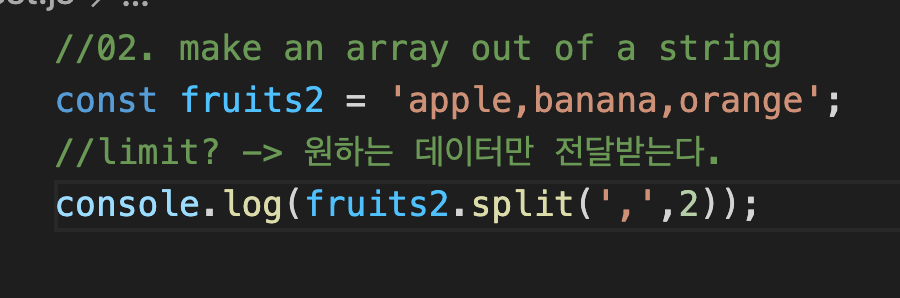 //02. make an array out of a string
const fruits2 = 'apple,banana,orange';
//limit? -> 원하는 데이터만 전달받는다.
console.log(fruits2.split(',',2));